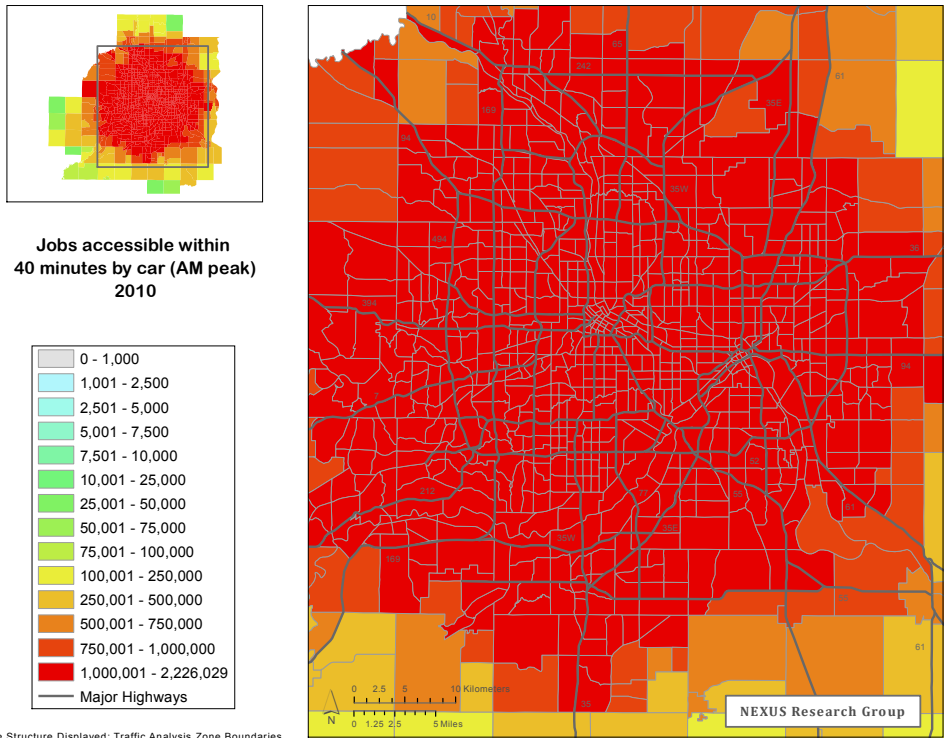 Jobs accessible within
40 minutes by car (AM peak)
2010
0 - 1,000
1,001 - 2,500
2,501 - 5,000
5,001 - 7,500
7,501 - 10,000
10,001 - 25,000
25,001 - 50,000
50,001 - 75,000
75,001 - 100,000
100,001 - 250,000
250,001 - 500,000
500,001 - 750,000
750,001 - 1,000,000
1,000,001 - 2,226,029
Major Highways
Structure Displayed: Traffic Analysis Zone Boundaries
10
65
242
61
169
35E
94
35W
494
36
394
94
7
52
212
77
55
61
35W
35E
169
61
35
0 2.5 5 10 Kilometers
N
0 1.25 2.5 5 Miles
NEXUS Research Group